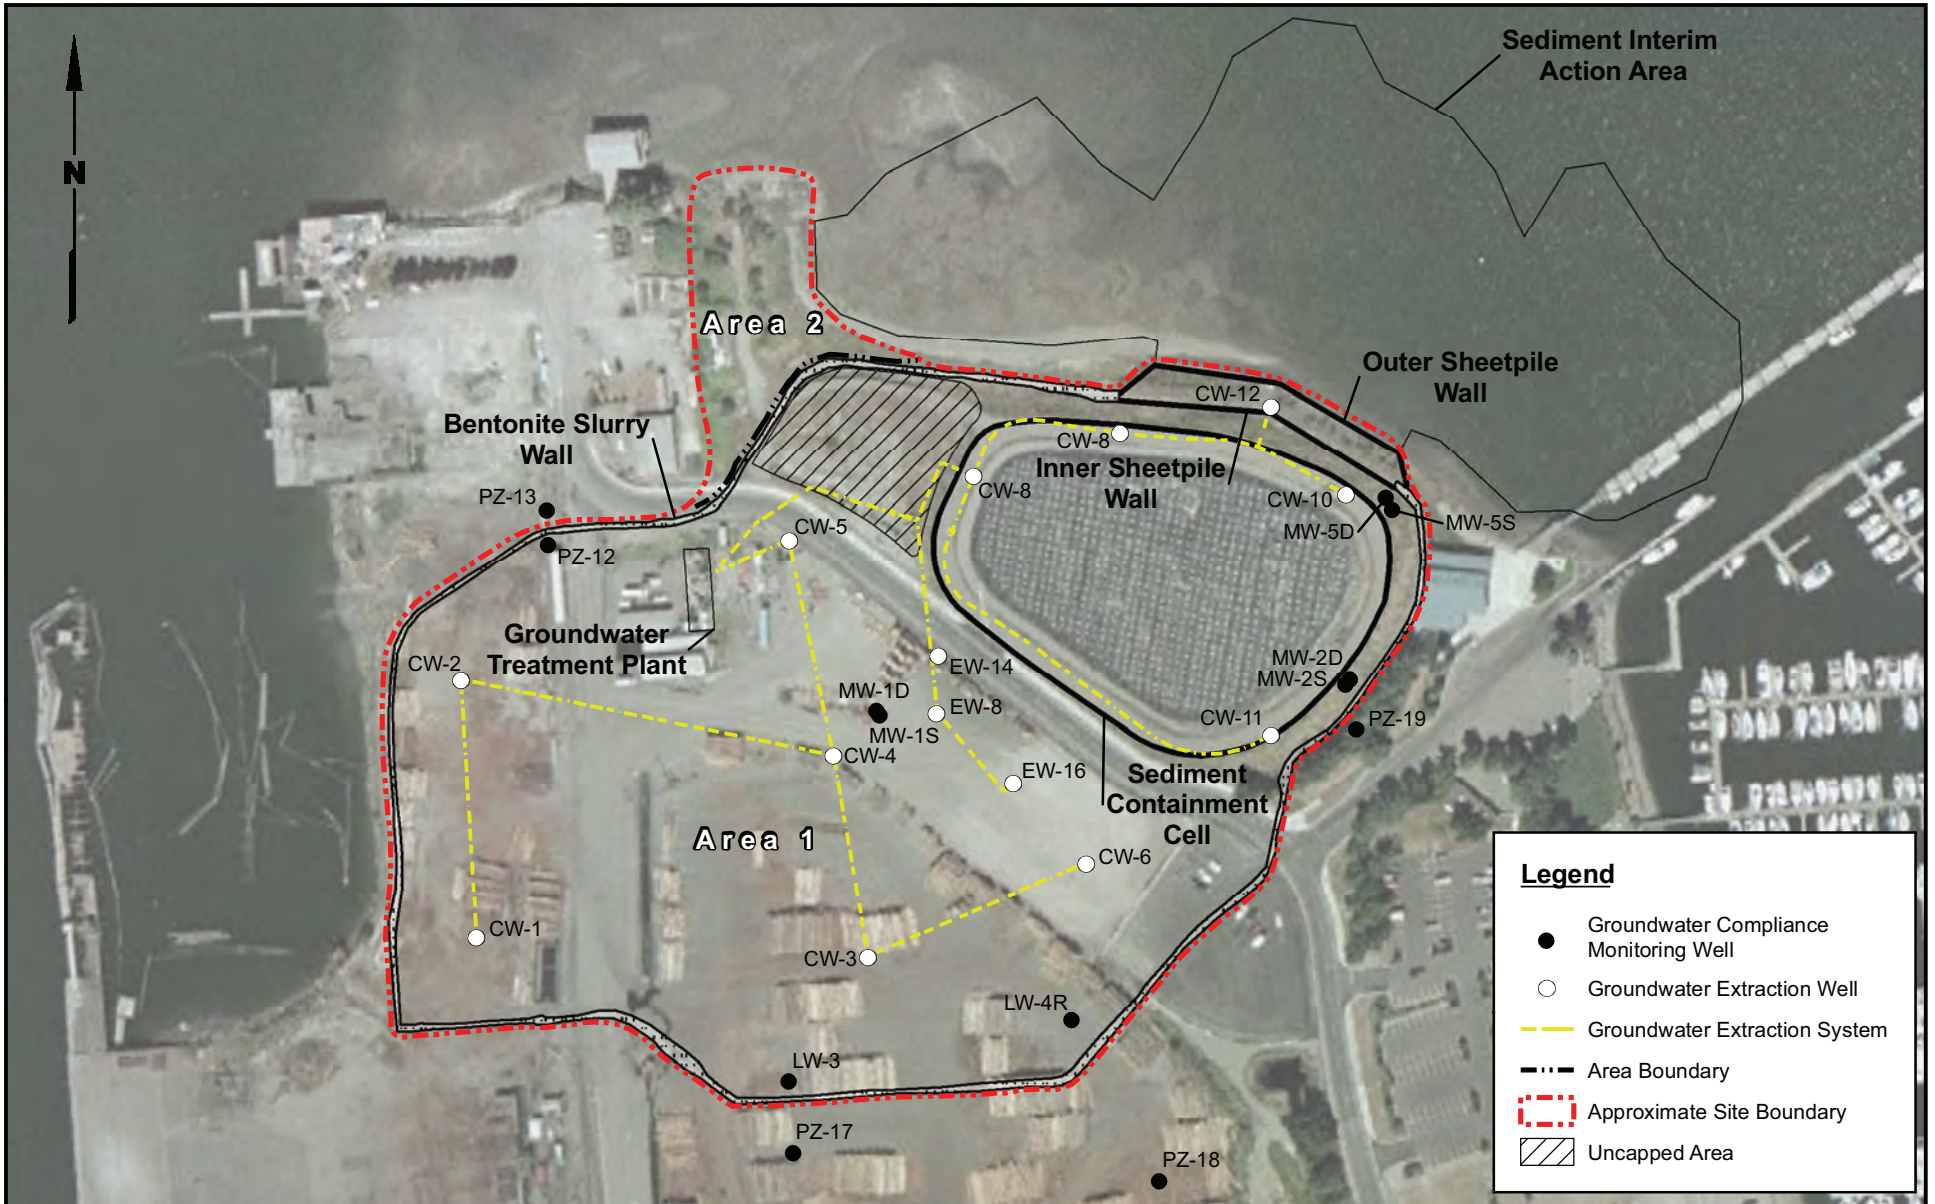 Sediment Interim
Action Area
N
Area 2
Outer Sheetpile
Wall
CW-12
Bentonite Slurry
Wall
CW-8
Inner Sheetpile
Wall
CW-8
CW-10
PZ-13
MW-5S
MW-5D
CW-5
PZ-12
Groundwater
Treatment Plant
CW-2
EW-14
MW-2D
MW-2S
MW-1D
EW-8
CW-11
PZ-19
MW-1S
CW-4
EW-16
Sediment
Containment
Cell
Area 1
CW-6
CW-1
CW-3
LW-4R
LW-3
PZ-17
PZ-18
Legend
Groundwater Compliance
Monitoring Well
Groundwater Extraction Well
Groundwater Extraction System
Area Boundary
Approximate Site Boundary
Uncapped Area